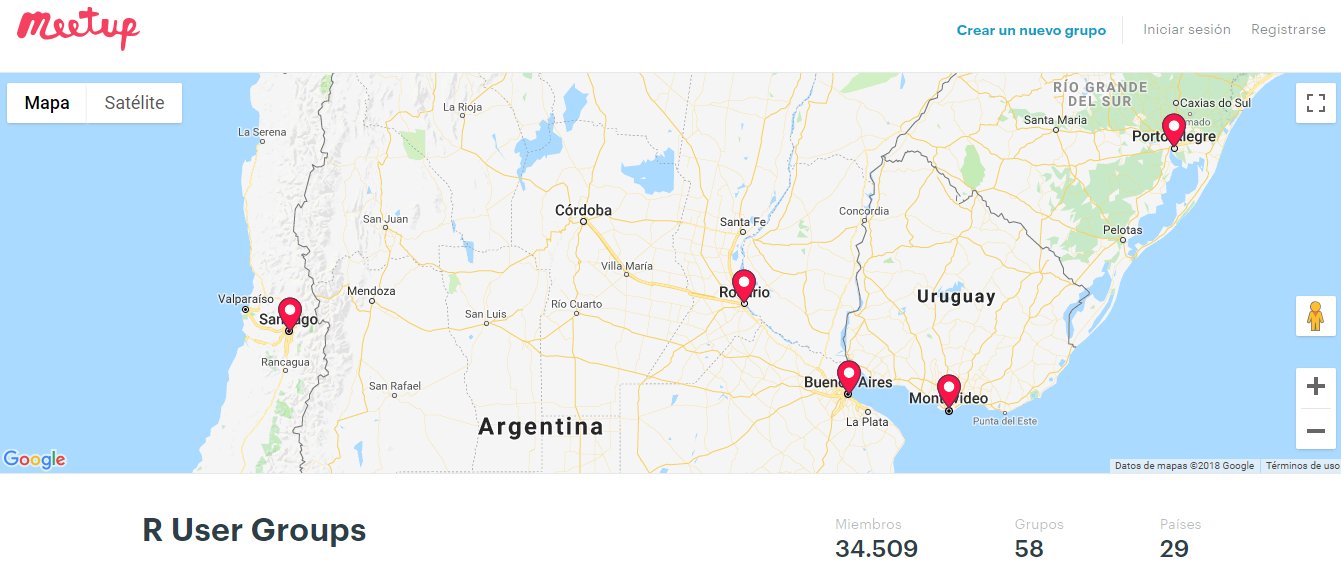 Meetup
Crear un nuevo grupo
Iniciar sesión
Registrarse
Mapa
Satélite
RÍO GRANDE
DEL SUR
Caxias do Sul
La Rioja
Santa Maria
La Serena
Porto Alegre
Córdoba
Concordia
San Juan
Santa Fe
Pelotas
Villa María
Mendoza
Rosario
Uruguay
Valparaíso
Río Cuarto
Santiago
San Luis
Rancagua
San Rafael
Buenos Aires
Montevideo
La Plata
Punta del Este
Argentina
Google
Datos de mapas ©2018 Google
Términos de uso
R User Groups
Miembros
Grupos
Países
34.509
58
29